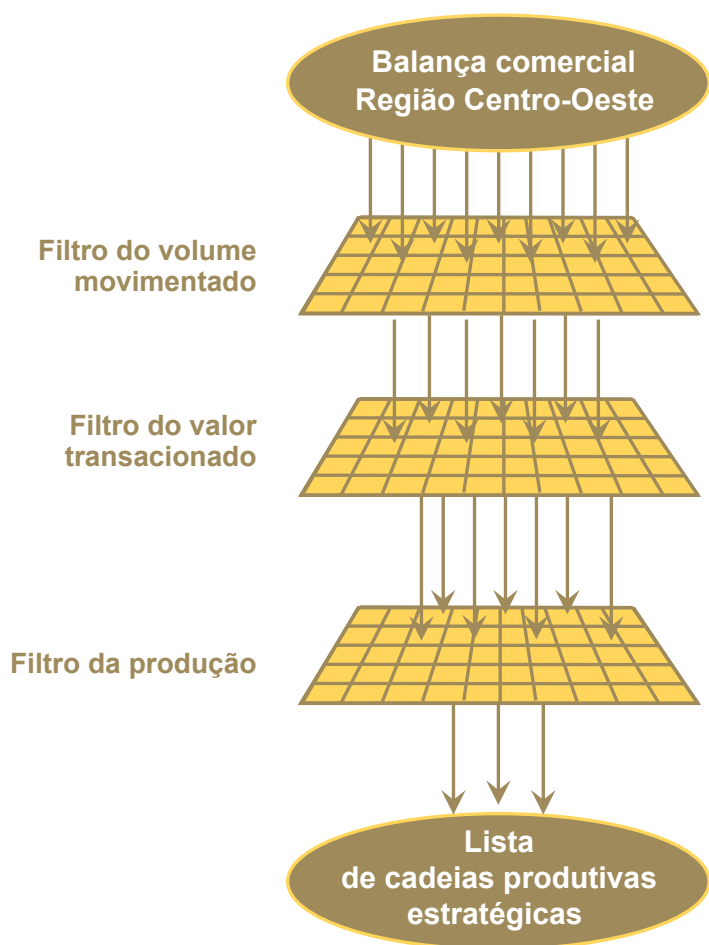 Balança comercial
Região Centro-Oeste
Filtro do volume
movimentado
Filtro do valor
transacionado
Filtro da produção
Lista
de cadeias produtivas
estratégicas